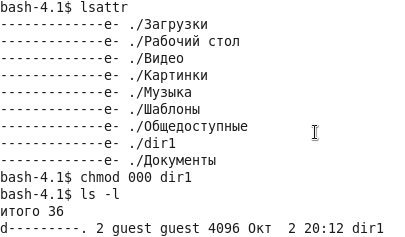 bash-4.1$ lsattr
-------------e- ./Загрузки
-------------e- ./Рабочий стол
-------------e- ./Видео
-------------e- ./Картинки
-------------e- ./Музыка
-------------e- ./Шаблоны
-------------e- ./Общедоступные
-------------e- ./dir1
-------------e- ./Документы
bash-4.1$ chmod 000 dir1
bash-4.1$ ls -l
итого 36
d---------. 2 guest guest 4096 Окт  2 20:12 dir1